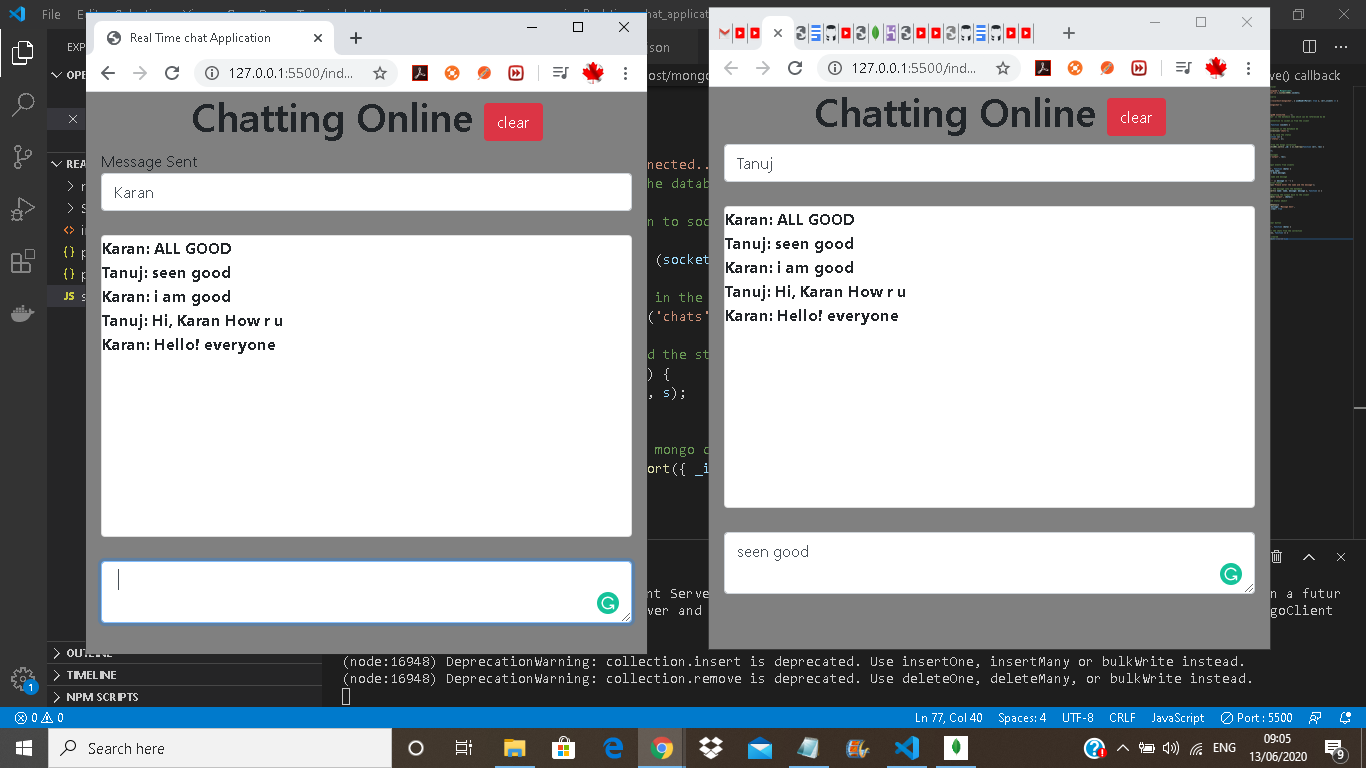 File
Real Time chat Application
127.0.0.1:5500/ind...
Chatting Online
clear
Message Sent
Karan
Karan: ALL GOOD
Tanuj: seen good
Karan: i am good
Tanuj: Hi, Karan How r u
Karan: Hello! everyone
127.0.0.1:5500/ind...
Chatting Online
clear
Tanuj
Karan: ALL GOOD
Tanuj: seen good
Karan: i am good
Tanuj: Hi, Karan How r u
Karan: Hello! everyone
seen good
hat_applicatio
son
ost/mongo
ve() callback
nected..
he datab
n to soc
(socket
in the
('chats'
d the st
) {
, s);
mongo c
ort({ _i
nt Serve
n a futur
ver and
goClient
(node:16948) DeprecationWarning: collection.insert is deprecated. Use insertOne, insertMany or bulkWrite instead.
(node:16948) DeprecationWarning: collection.remove is deprecated. Use deleteOne, deleteMany, or bulkWrite instead.
EXP
OPE
REA
JS
OUTLINE
TIMELINE
NPM SCRIPTS
1
0 0
Ln 77, Col 40 Spaces: 4 UTF-8 CRLF JavaScript Port : 5500
Search here
ENG
09:05
13/06/2020
9